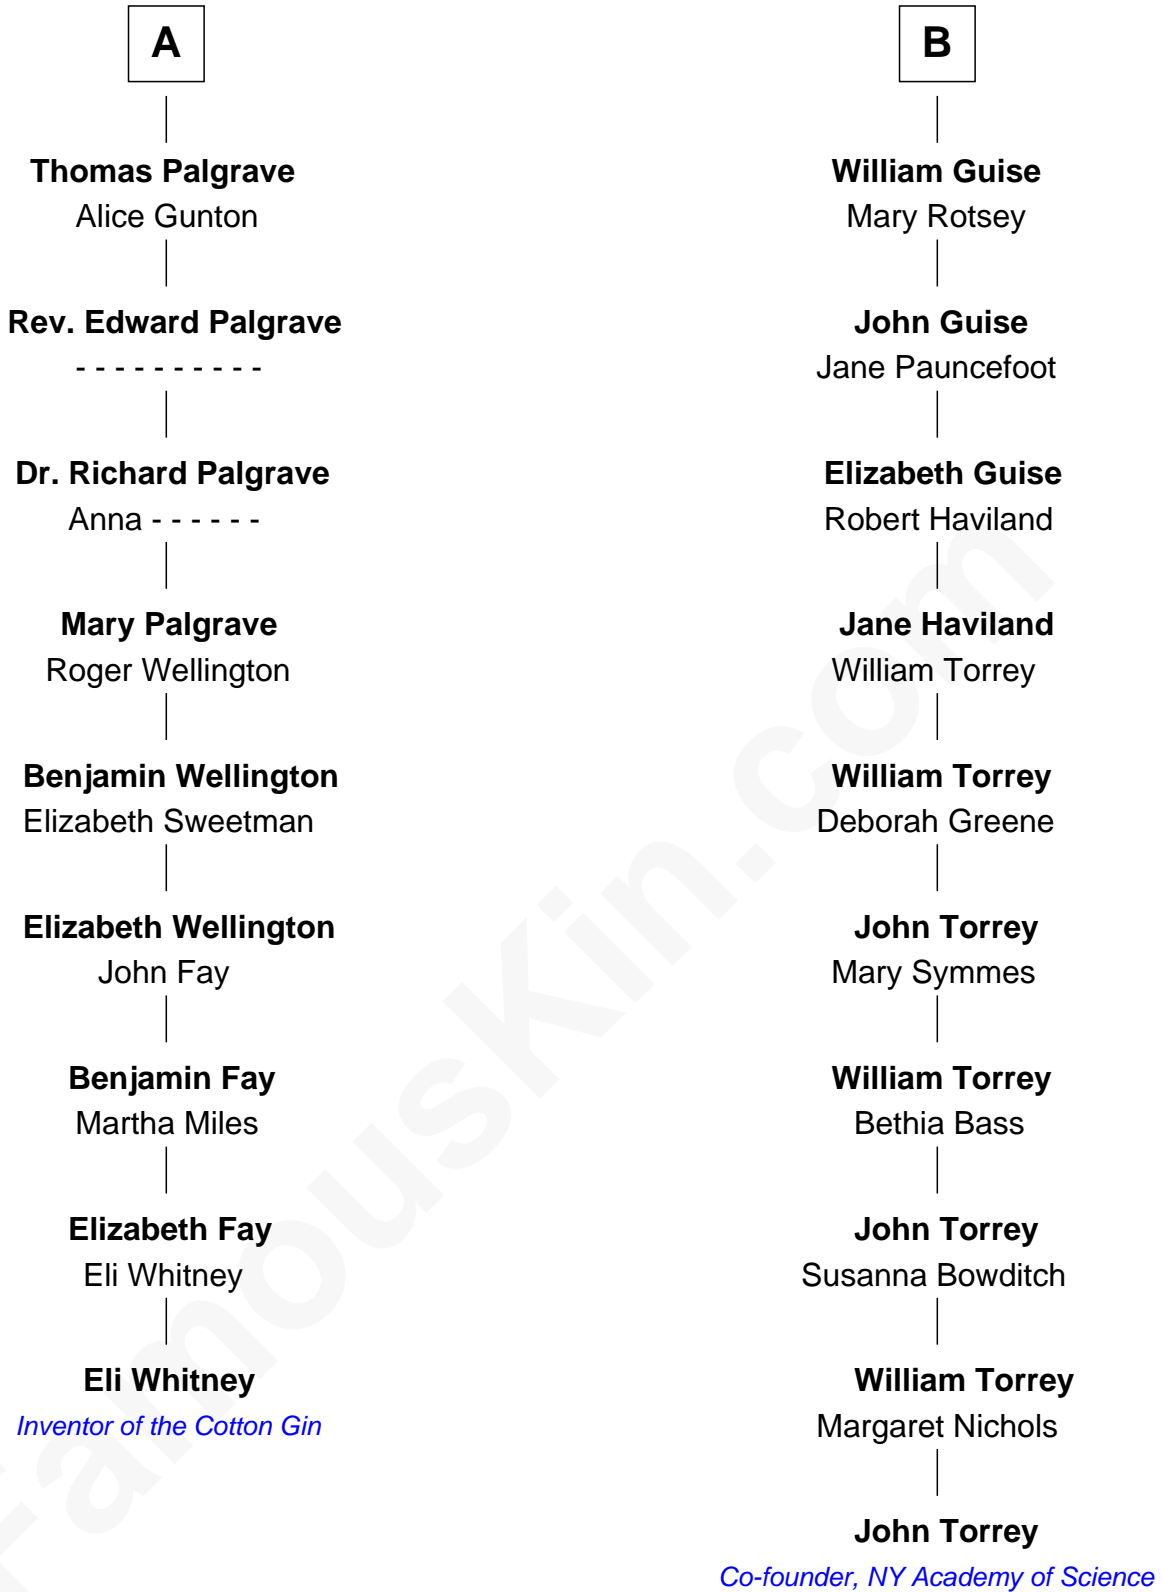 A
Thomas Palgrave
Alice Gunton
Rev. Edward Palgrave
- - - - - - - - - -
Dr. Richard Palgrave
Anna - - - - - -
Mary Palgrave
Roger Wellington
Benjamin Wellington
Elizabeth Sweetman
Elizabeth Wellington
John Fay
Benjamin Fay
Martha Miles
Elizabeth Fay
Eli Whitney
Eli Whitney
Inventor of the Cotton Gin
B
William Guise
Mary Rotsey
John Guise
Jane Pauncefoot
Elizabeth Guise
Robert Haviland
Jane Haviland
William Torrey
William Torrey
Deborah Greene
John Torrey
Mary Symmes
William Torrey
Bethia Bass
John Torrey
Susanna Bowditch
William Torrey
Margaret Nichols
John Torrey
Co-founder, NY Academy of Science
FamousKin.com